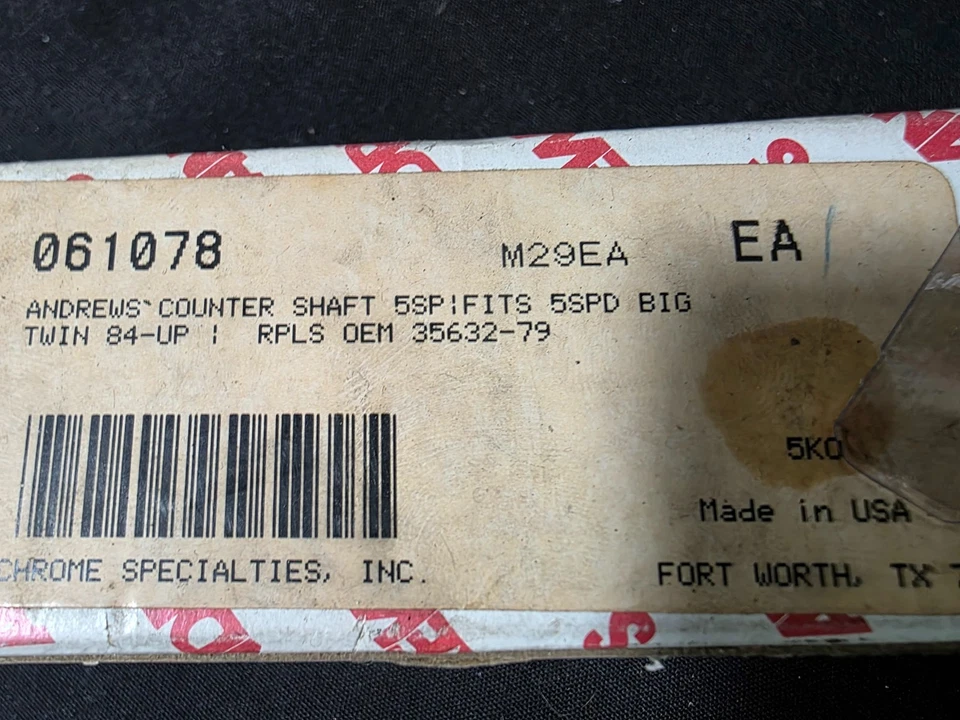 061078 M29EA EA
ANDREWS`COUNTER SHAFT 5SP¦FITS 5SPD BIG
TWIN 84-UP ¦ RPLS OEM 35632-79
5KO
Made in USA
CHROME SPECIALTIES, INC. FORT WORTH, TX 7